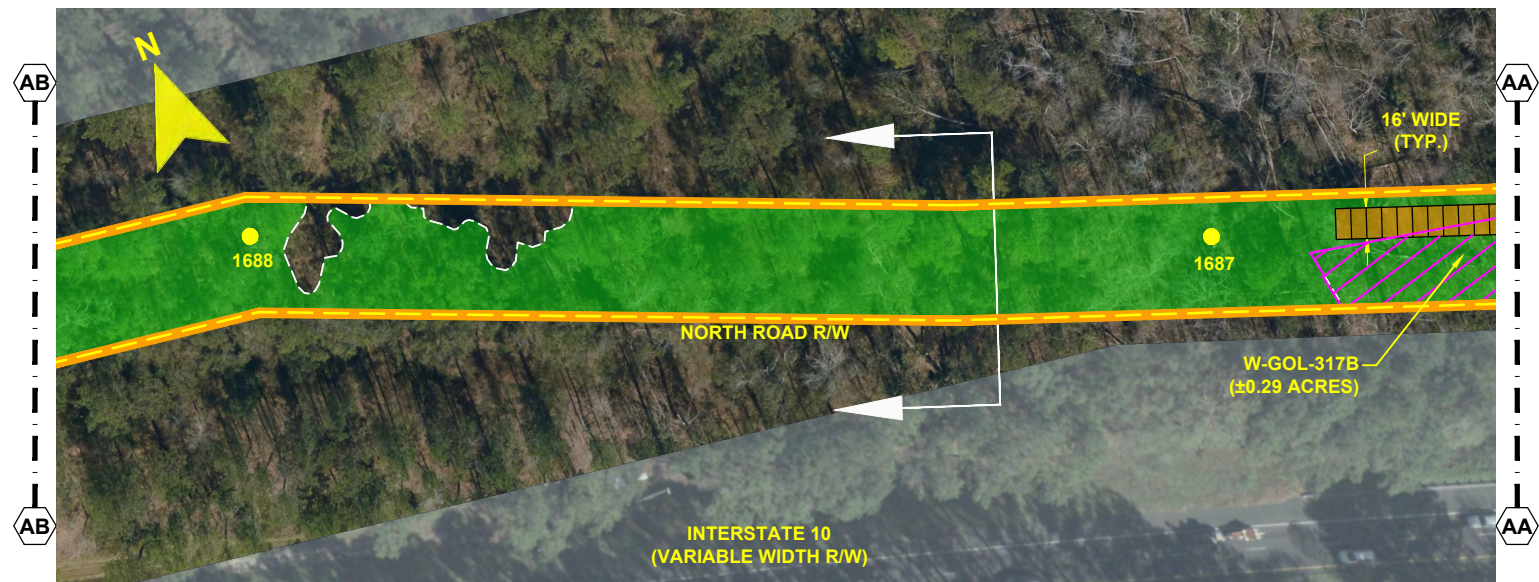 N
AB
AA
16' WIDE
(TYP.)
1688
1687
NORTH ROAD R/W
W-GOL-317B
(±0.29 ACRES)
INTERSTATE 10
(VARIABLE WIDTH R/W)
AB
AA